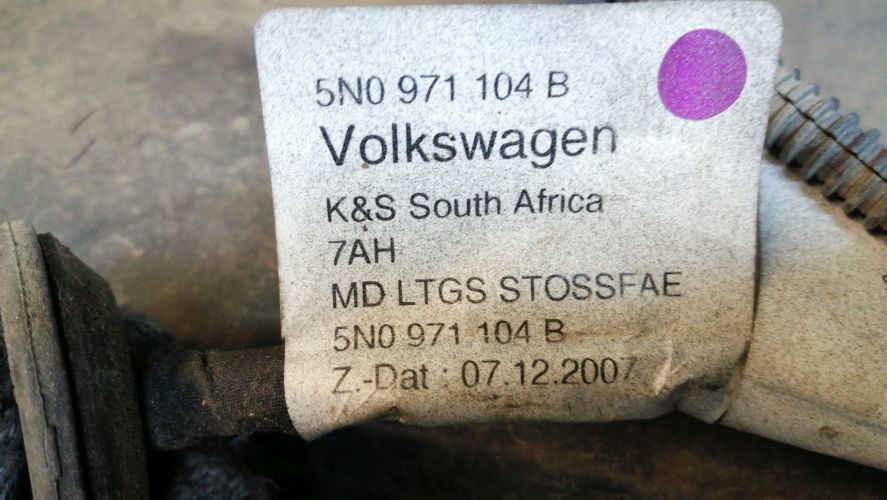 5N0 971 104 B
Volkswagen
K&S South Africa
7AH
MD LTGS STOSSFAE
5N0 971 104 B
Z.-Dat : 07.12.2007